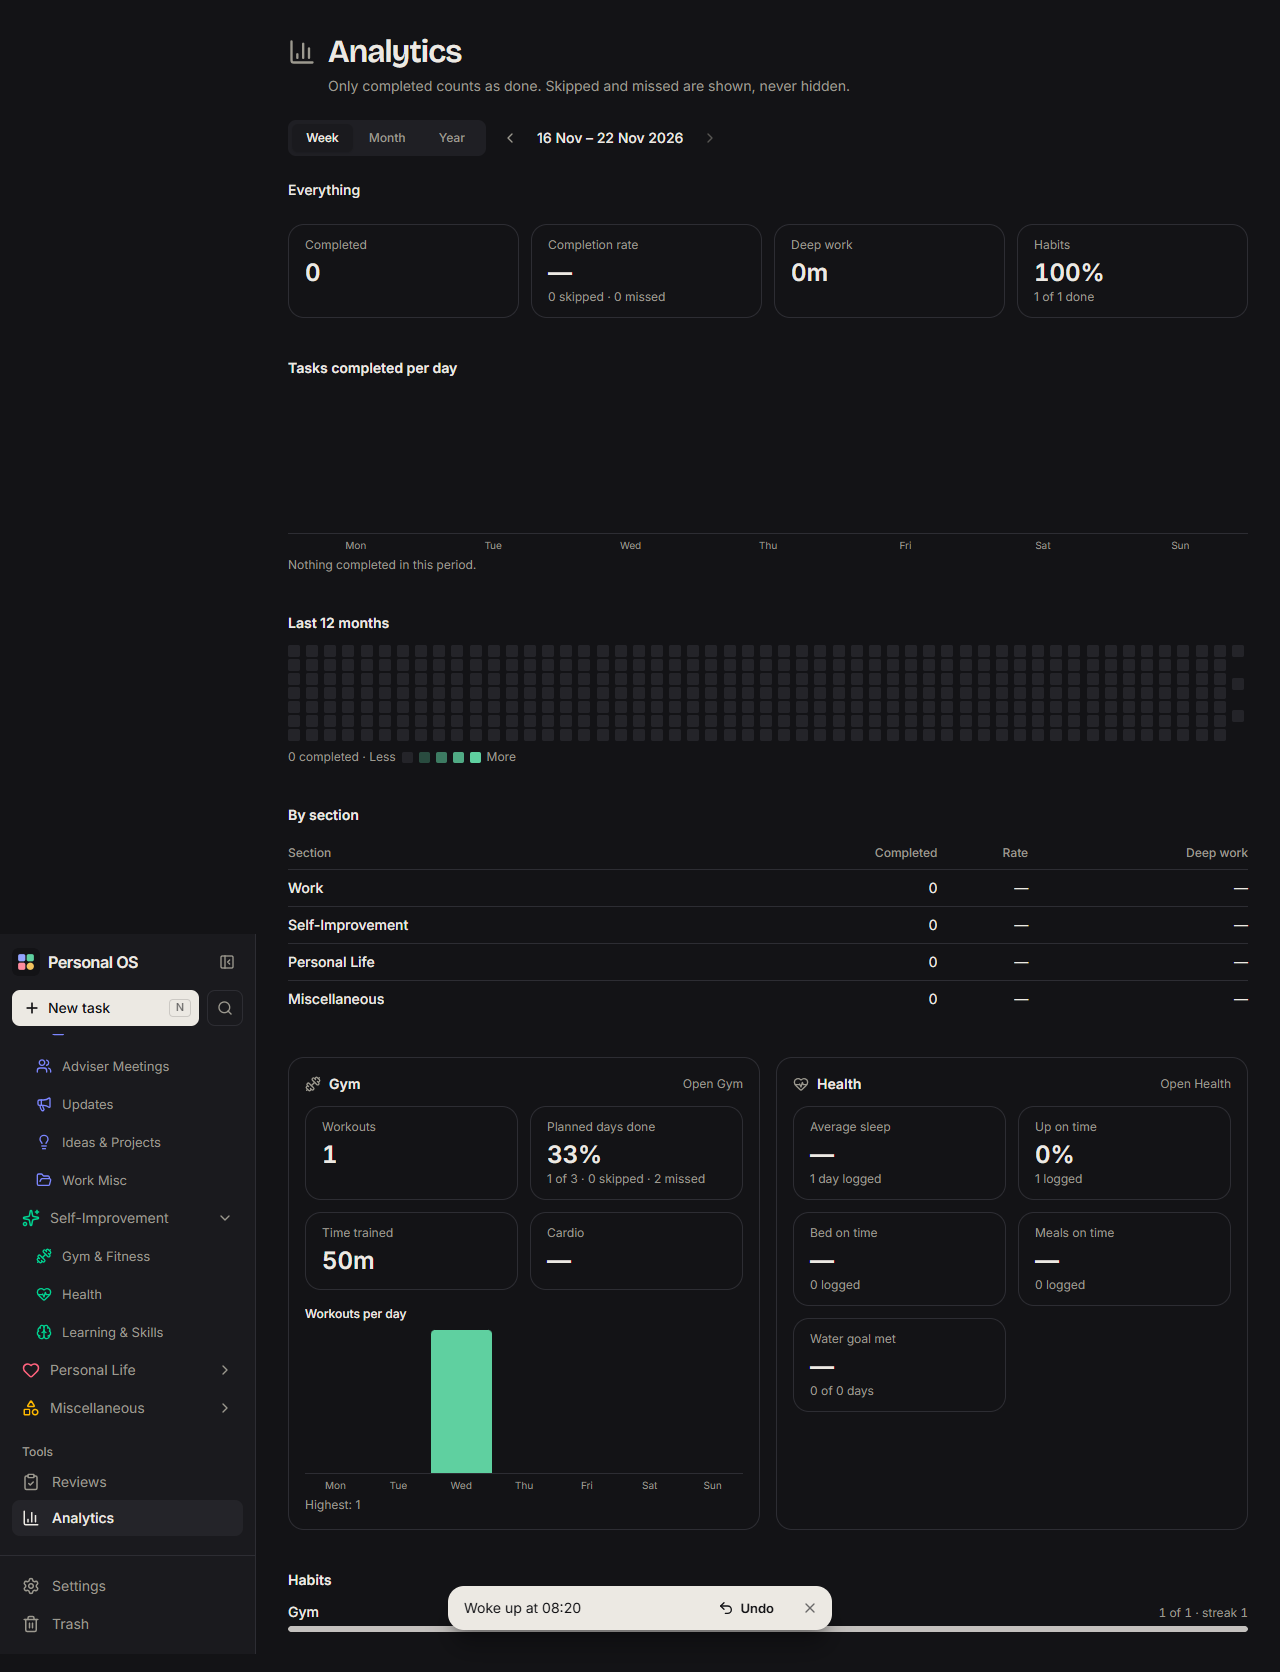 Analytics
Only completed counts as done. Skipped and missed are shown, never hidden.
Week Month Year 16 Nov – 22 Nov 2026
Everything
Completed
0
Completion rate
—
0 skipped · 0 missed
Deep work
0m
Habits
100%
1 of 1 done
Tasks completed per day
Mon Tue Wed Thu Fri Sat Sun
Nothing completed in this period.
Last 12 months
0 completed · Less More
By section
Section Completed Rate Deep work
Work 0 — —
Self-Improvement 0 — —
Personal Life 0 — —
Miscellaneous 0 — —
Personal OS
New task N
Adviser Meetings
Updates
Ideas & Projects
Work Misc
Self-Improvement
Gym & Fitness
Health
Learning & Skills
Personal Life
Miscellaneous
Tools
Reviews
Analytics
Settings
Trash
Gym Open Gym
Workouts
1
Planned days done
33%
1 of 3 · 0 skipped · 2 missed
Time trained
50m
Cardio
—
Workouts per day
Mon Tue Wed Thu Fri Sat Sun
Highest: 1
Health Open Health
Average sleep
—
1 day logged
Up on time
0%
1 logged
Bed on time
—
0 logged
Meals on time
—
0 logged
Water goal met
—
0 of 0 days
Habits
Gym 1 of 1 · streak 1
Woke up at 08:20 Undo